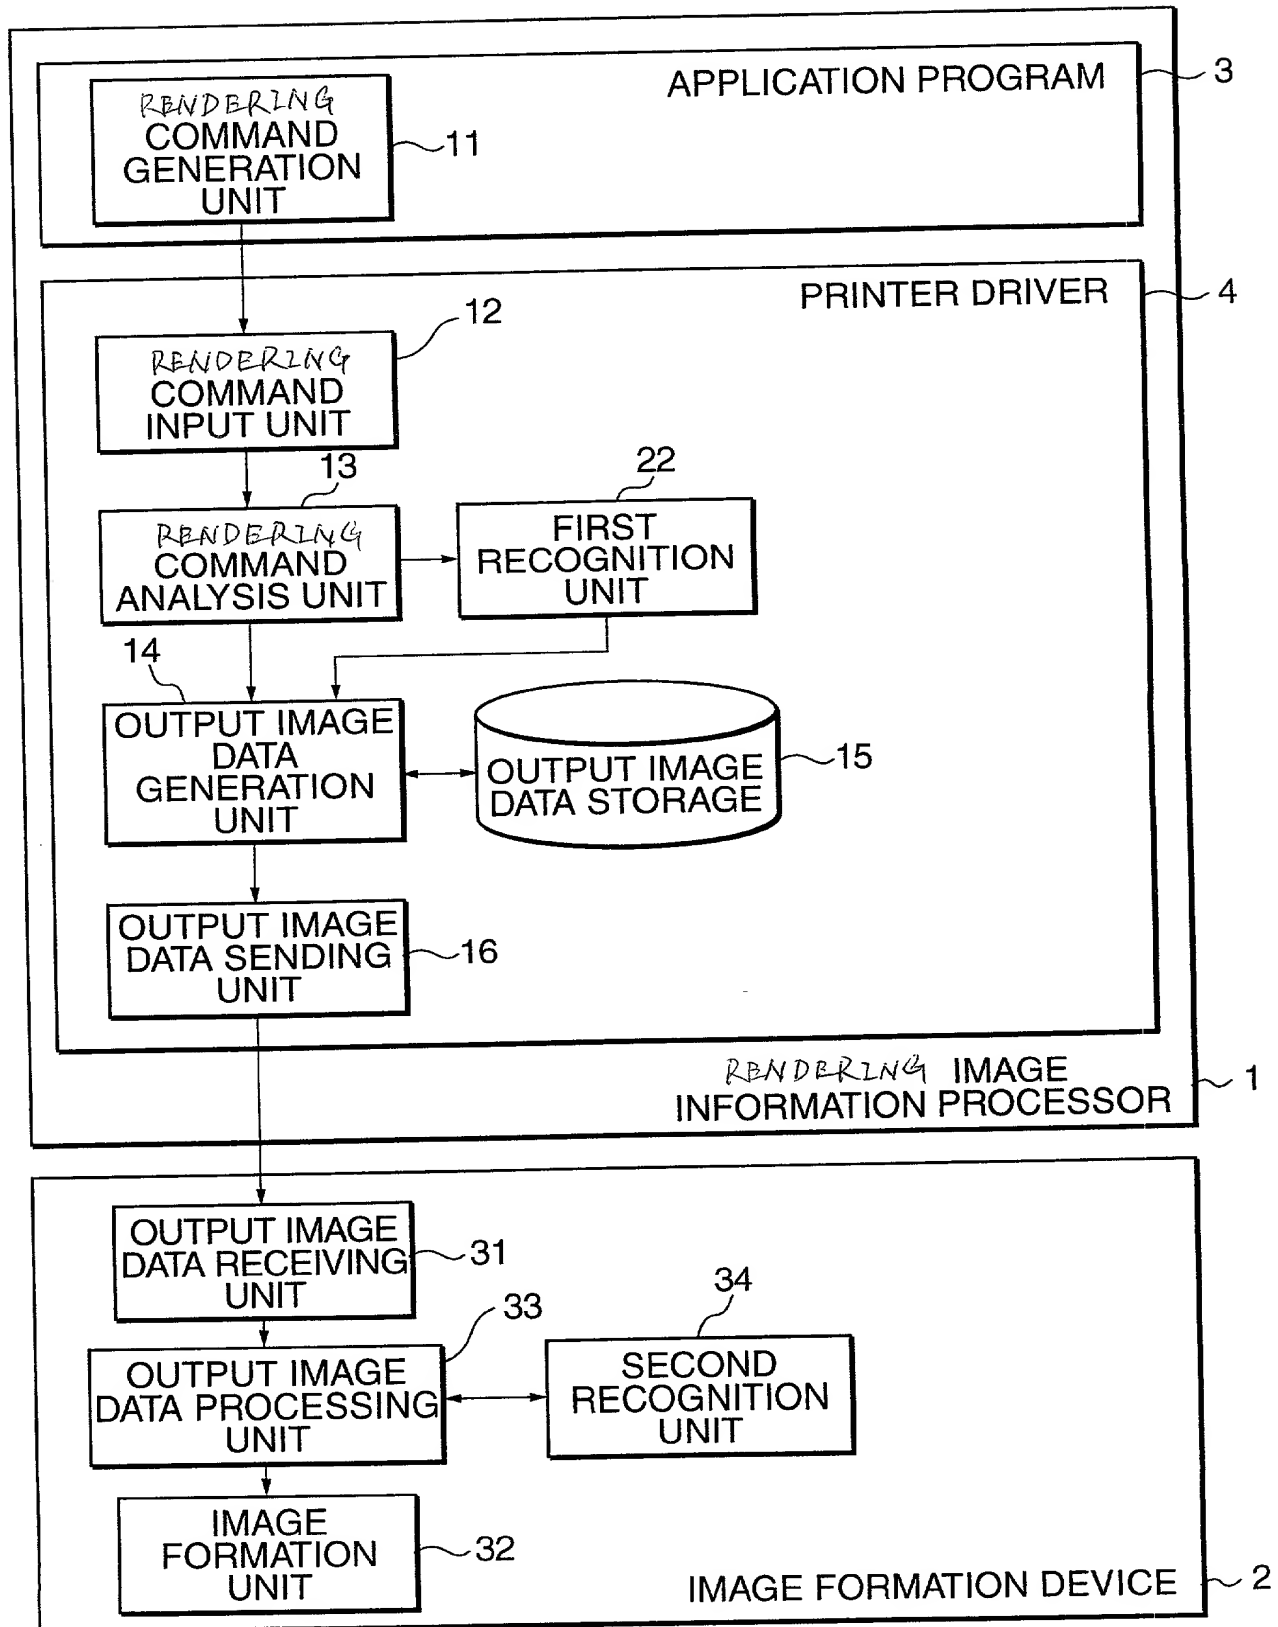 APPLICATION PROGRAM
3
RENDERING
COMMAND
GENERATION
UNIT
11
PRINTER DRIVER
4
12
RENDERING
COMMAND
INPUT UNIT
13
RENDERING
COMMAND
ANALYSIS UNIT
22
FIRST
RECOGNITION
UNIT
14
OUTPUT IMAGE
DATA
GENERATION
UNIT
OUTPUT IMAGE
DATA STORAGE
15
OUTPUT IMAGE
DATA SENDING
UNIT
16
RENDERING IMAGE
INFORMATION PROCESSOR
1
OUTPUT IMAGE
DATA RECEIVING
UNIT
31
33
OUTPUT IMAGE
DATA PROCESSING
UNIT
34
SECOND
RECOGNITION
UNIT
IMAGE
FORMATION
UNIT
32
IMAGE FORMATION DEVICE
2